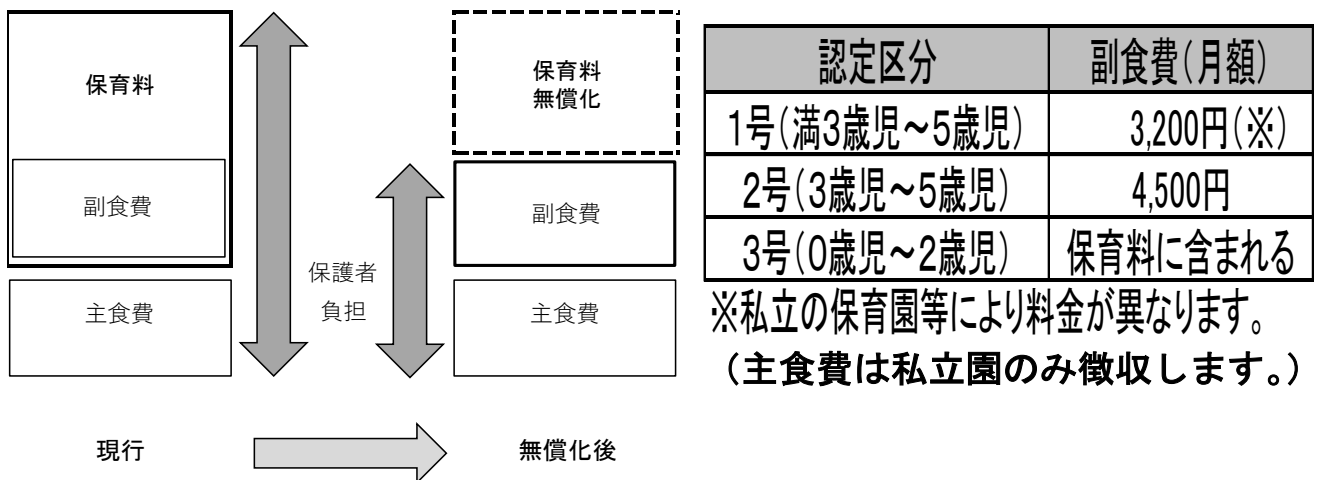 保育料
副食費
主食費
保護者
負担
保育料
無償化
副食費
主食費
現行
無償化後
認定区分 副食費(月額)
1号(満3歳児～5歳児) 3,200円(※)
2号(3歳児～5歳児) 4,500円
3号(0歳児～2歳児) 保育料に含まれる
※私立の保育園等により料金が異なります。
(主食費は私立園のみ徴収します。)